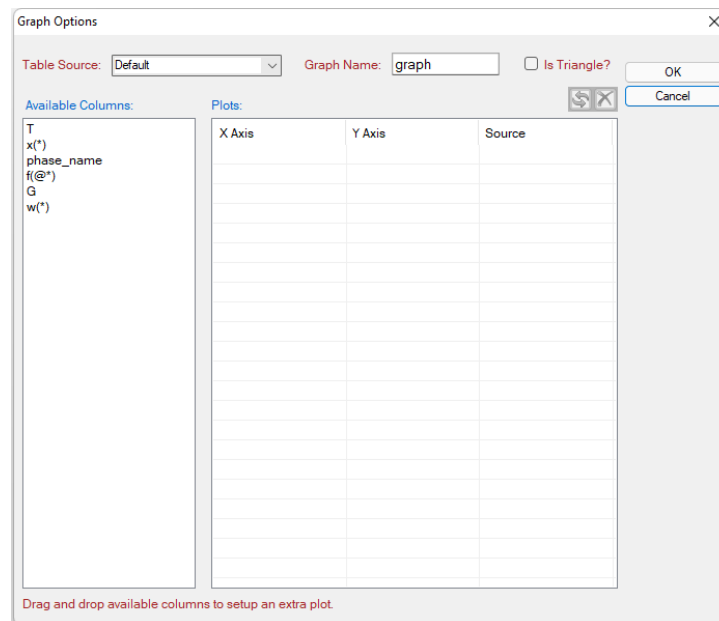 Graph Options
Table Source: Default Graph Name: graph Is Triangle? OK
Cancel
Available Columns: Plots:
T
x(*)
phase_name
f(@*)
G
w(*)
X Axis Y Axis Source
Drag and drop available columns to setup an extra plot.